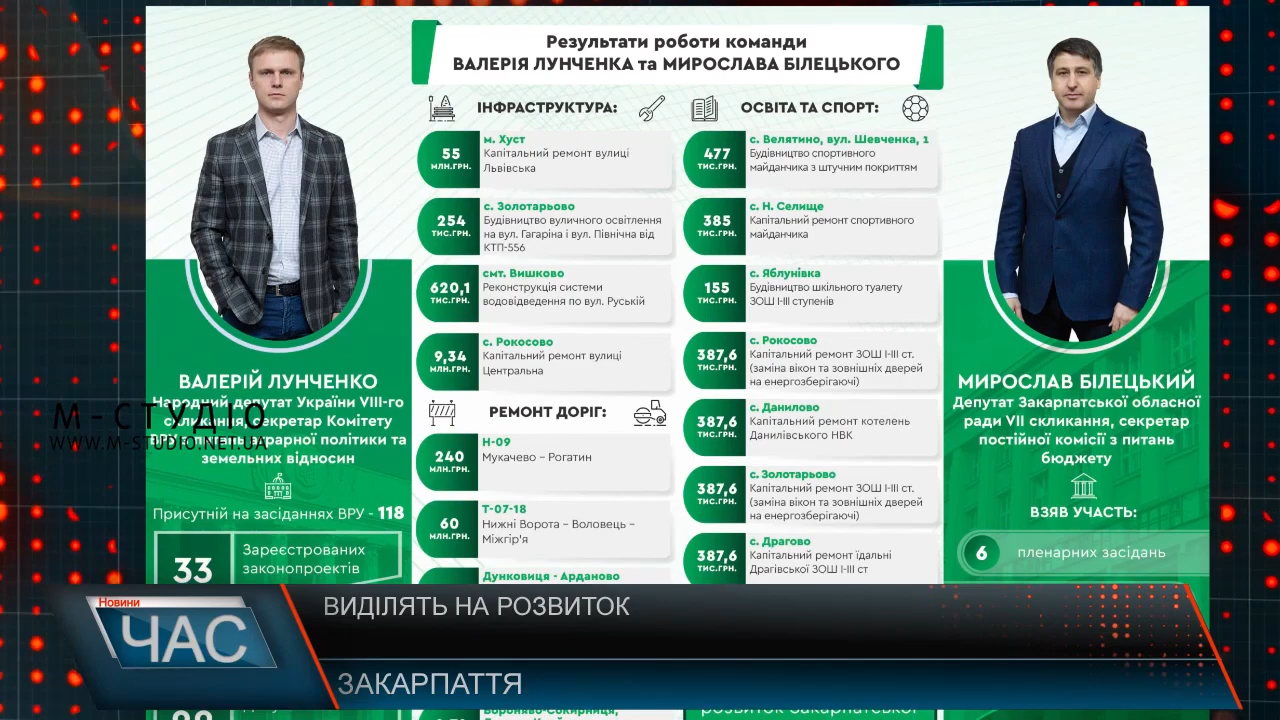 Результати роботи команди
ВАЛЕРІЯ ЛУНЧЕНКА та МИРОСЛАВА БІЛЕЦЬКОГО
ІНФРАСТРУКТУРА:
55 МЛН.ГРН.
м. Хуст
Капітальний ремонт вулиці
Львівська
254 ТИС.ГРН.
с. Золотарьово
Будівництво вуличного освітлення
на вул. Гагаріна і вул. Північна від
КТП-556
620,1 ТИС.ГРН.
смт. Вишково
Реконструкція системи
водовідведення по вул. Руській
9,34 МЛН.ГРН.
с. Рокосово
Капітальний ремонт вулиці
Центральна
РЕМОНТ ДОРІГ:
240 МЛН.ГРН.
Н-09
Мукачево – Рогатин
60 МЛН.ГРН.
Т-07-18
Нижні Ворота – Воловець –
Міжгір'я
Дунковиця - Арданово
ОСВІТА ТА СПОРТ:
477 ТИС.ГРН.
с. Велятино, вул. Шевченка, 1
Будівництво спортивного
майданчика з штучним покриттям
385 ТИС.ГРН.
с. Н. Селище
Капітальний ремонт спортивного
майданчика
155 ТИС.ГРН.
с. Яблунівка
Будівництво шкільного туалету
ЗОШ І-ІІІ ступенів
387,6 ТИС.ГРН.
с. Рокосово
Капітальний ремонт ЗОШ І-ІІІ ст.
(заміна вікон та зовнішніх дверей
на енергозберігаючі)
387,6 ТИС.ГРН.
с. Данилово
Капітальний ремонт котелень
Данилівського НВК
387,6 ТИС.ГРН.
с. Золотарьово
Капітальний ремонт ЗОШ І-ІІІ ст.
(заміна вікон та зовнішніх дверей
на енергозберігаючі)
387,6 ТИС.ГРН.
с. Драгово
Капітальний ремонт їдальні
Драгівської ЗОШ І-ІІІ ст
ВАЛЕРІЙ ЛУНЧЕНКО
Народний депутат України VІІІ-го
секретар Комітету
аграрної політики та
земельних відносин
Присутній на засіданнях ВРУ - 118
33
Зареєстрованих
законопроектів
М-СТУДІО
WWW.M-STUDIO.NET.UA
МИРОСЛАВ БІЛЕЦЬКИЙ
Депутат Закарпатської обласної
ради VII скликання, секретар
постійної комісії з питань
бюджету
ВЗЯВ УЧАСТЬ:
6 пленарних засідань
Новини
ЧАС
ВИДІЛЯТЬ НА РОЗВИТОК
ЗАКАРПАТТЯ